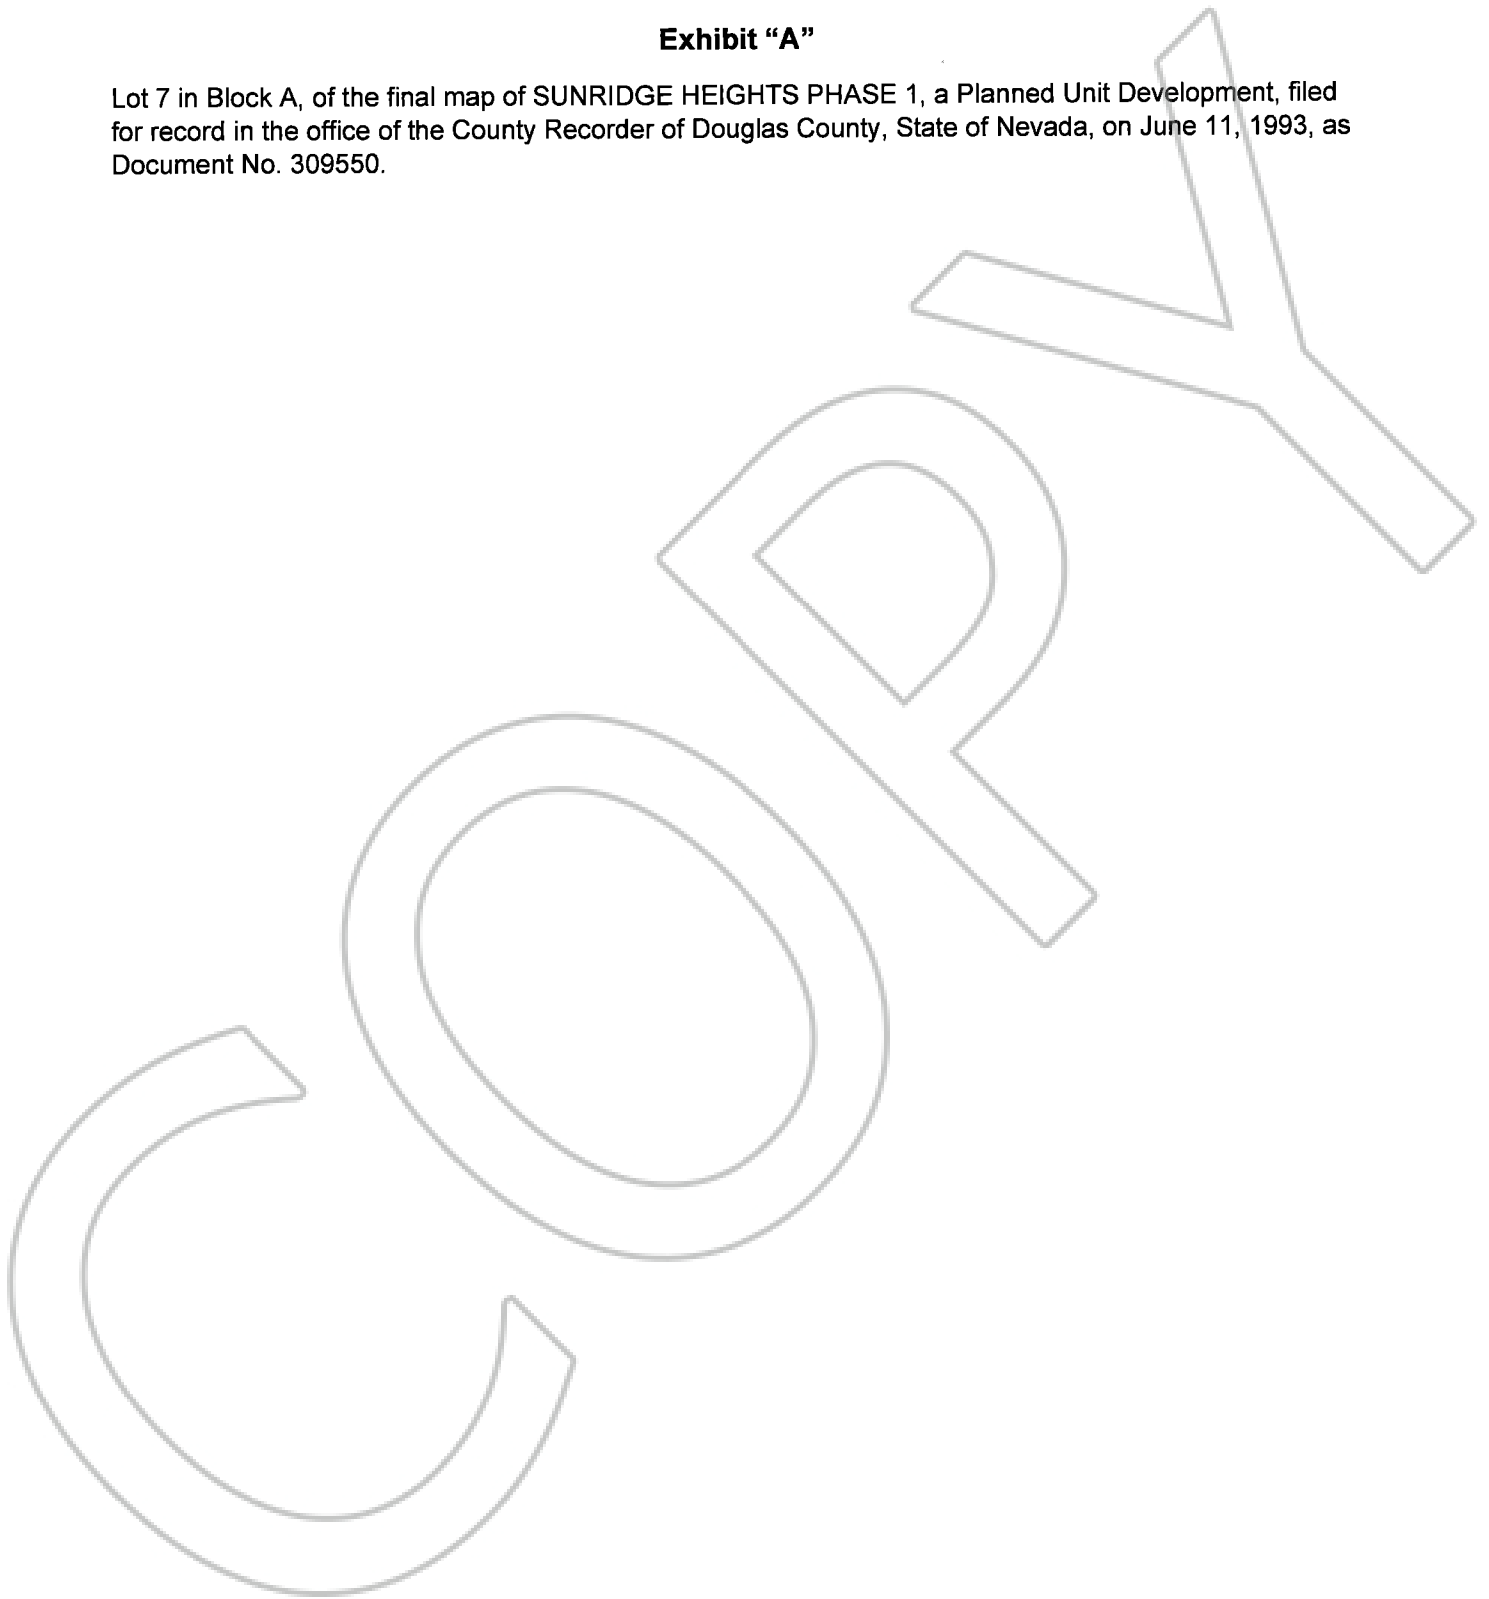 Exhibit “A”
Lot 7 in Block A, of the final map of SUNRIDGE HEIGHTS PHASE 1, a Planned Unit Development, filed
for record in the office of the County Recorder of Douglas County, State of Nevada, on June 11, 1993, as
Document No. 309550.
COPY